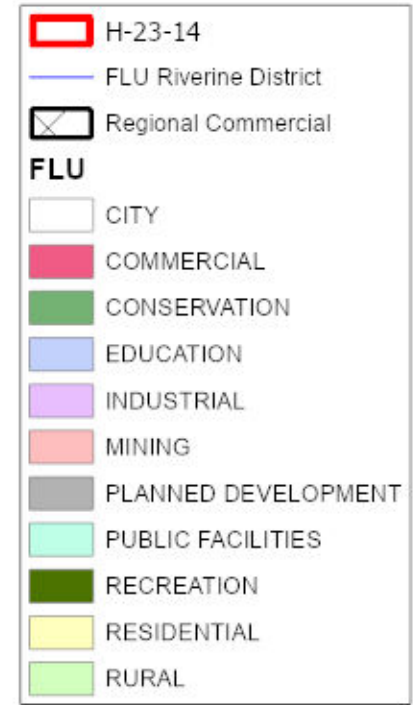 H-23-14
FLU Riverine District
Regional Commercial
FLU
CITY
COMMERCIAL
CONSERVATION
EDUCATION
INDUSTRIAL
MINING
PLANNED DEVELOPMENT
PUBLIC FACILITIES
RECREATION
RESIDENTIAL
RURAL